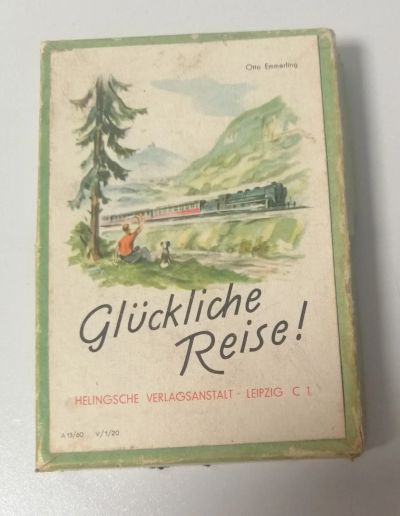 Otto Emmerling
Glückliche
Reise!
HELINGSCHE VERLAGSANSTALT · LEIPZIG C 1
A 13/60 V/1/20